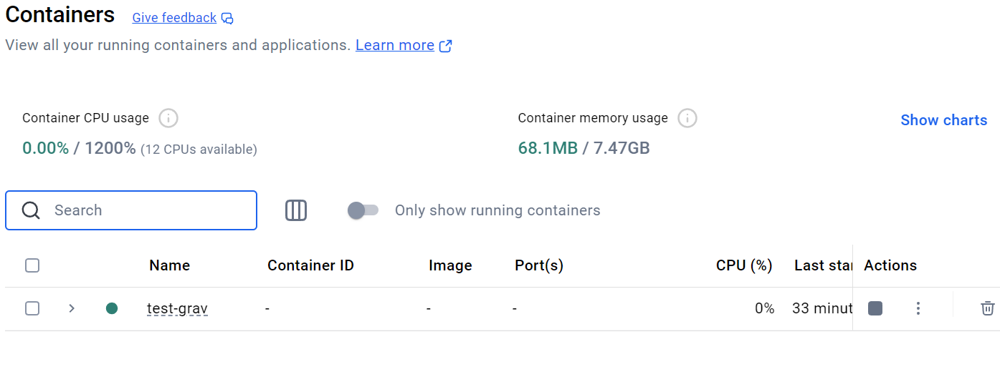 Containers Give feedback
View all your running containers and applications. Learn more
Container CPU usage Container memory usage Show charts
0.00% / 1200% (12 CPUs available) 68.1MB / 7.47GB
Search Only show running containers
Name Container ID Image Port(s) CPU (%) Last star Actions
test-grav - - - 0% 33 minut